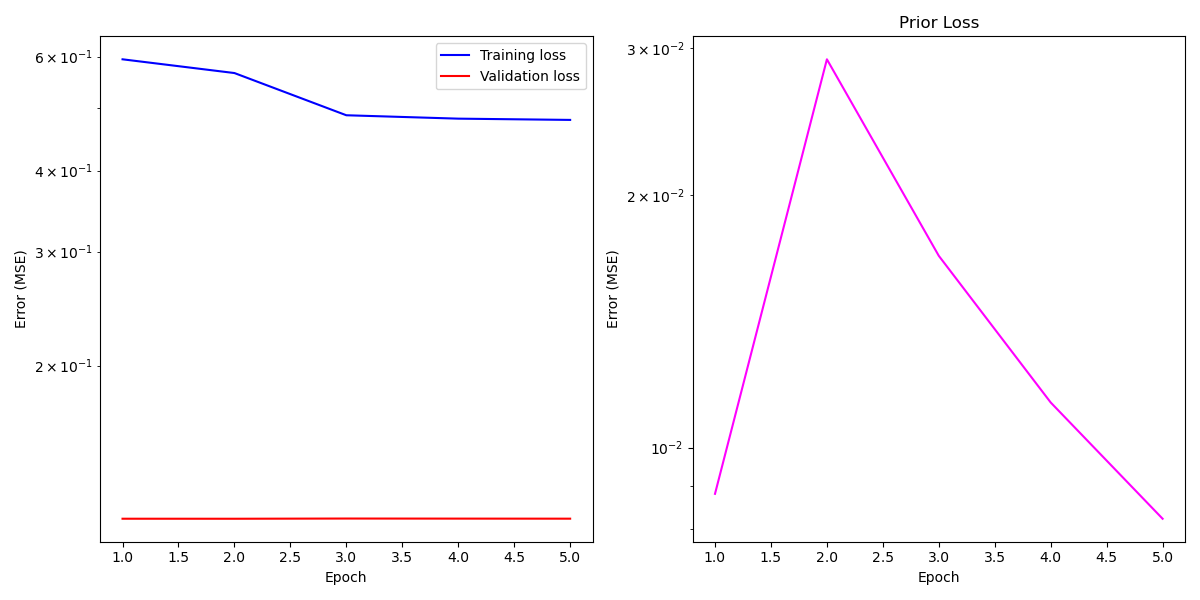 6 × 10⁻¹
4 × 10⁻¹
3 × 10⁻¹
2 × 10⁻¹
Error (MSE)
Training loss
Validation loss
1.0 1.5 2.0 2.5 3.0 3.5 4.0 4.5 5.0
Epoch
Prior Loss
3 × 10⁻²
2 × 10⁻²
10⁻²
Error (MSE)
1.0 1.5 2.0 2.5 3.0 3.5 4.0 4.5 5.0
Epoch